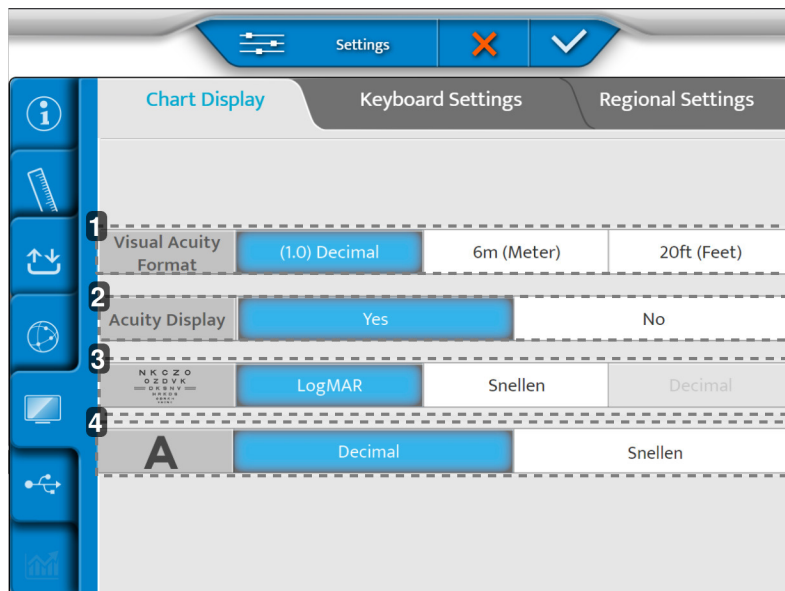 Settings
Chart Display
Keyboard Settings
Regional Settings
1
Visual Acuity
Format
(1.0) Decimal
6m (Meter)
20ft (Feet)
2
Acuity Display
Yes
No
3
N K C Z O
O Z D V K
D K S N V
LogMAR
Snellen
Decimal
4
A
Decimal
Snellen